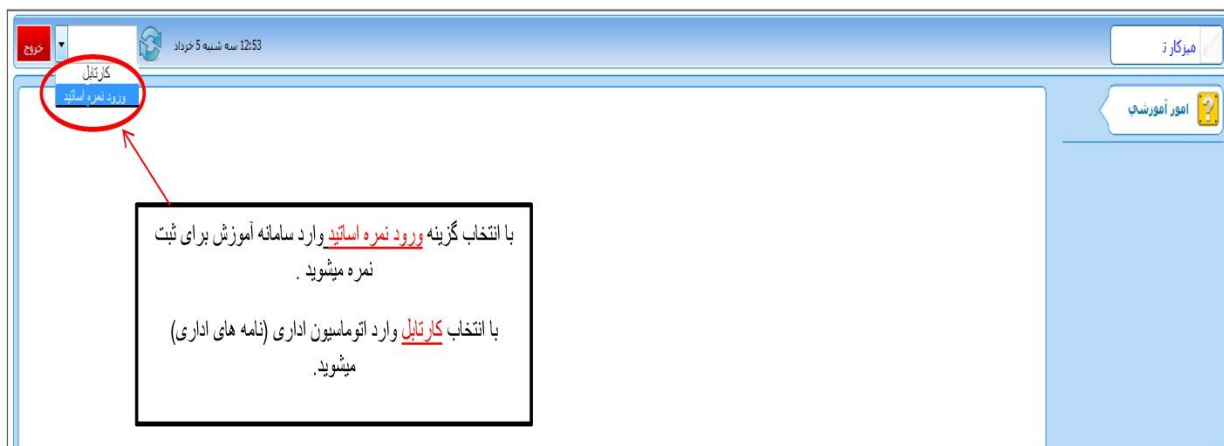 میزکار ت
12:53 سه شنبه 5 خرداد
خروج
کارتابل
ورود نمره اساتید
امور آموزشي
با انتخاب گزینه ورود نمره اساتید وارد سامانه آموزش برای ثبت
نمره میشوید .
با انتخاب کارتابل وارد اتوماسیون اداری (نامه های اداری)
میشوید.